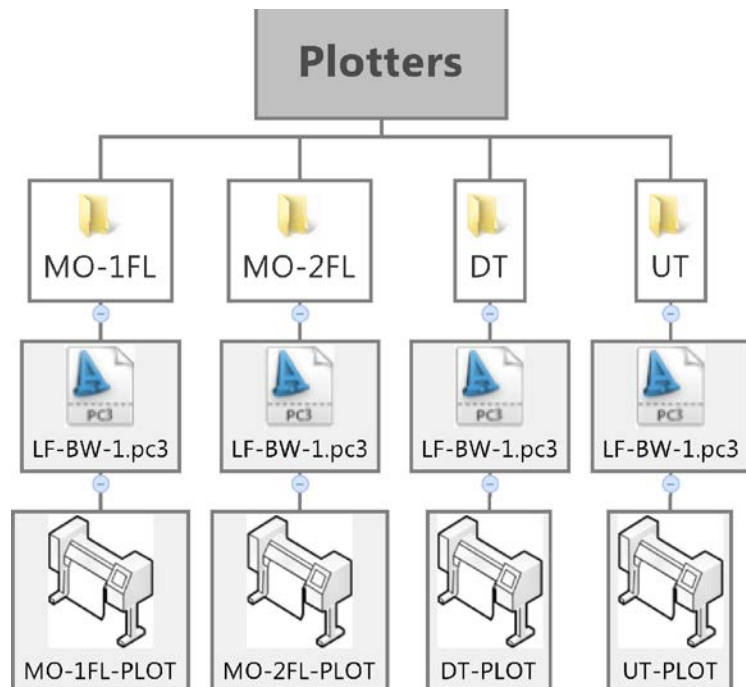 Plotters
MO-1FL
MO-2FL
DT
UT
PC3
PC3
PC3
PC3
LF-BW-1.pc3
LF-BW-1.pc3
LF-BW-1.pc3
LF-BW-1.pc3
MO-1FL-PLOT
MO-2FL-PLOT
DT-PLOT
UT-PLOT